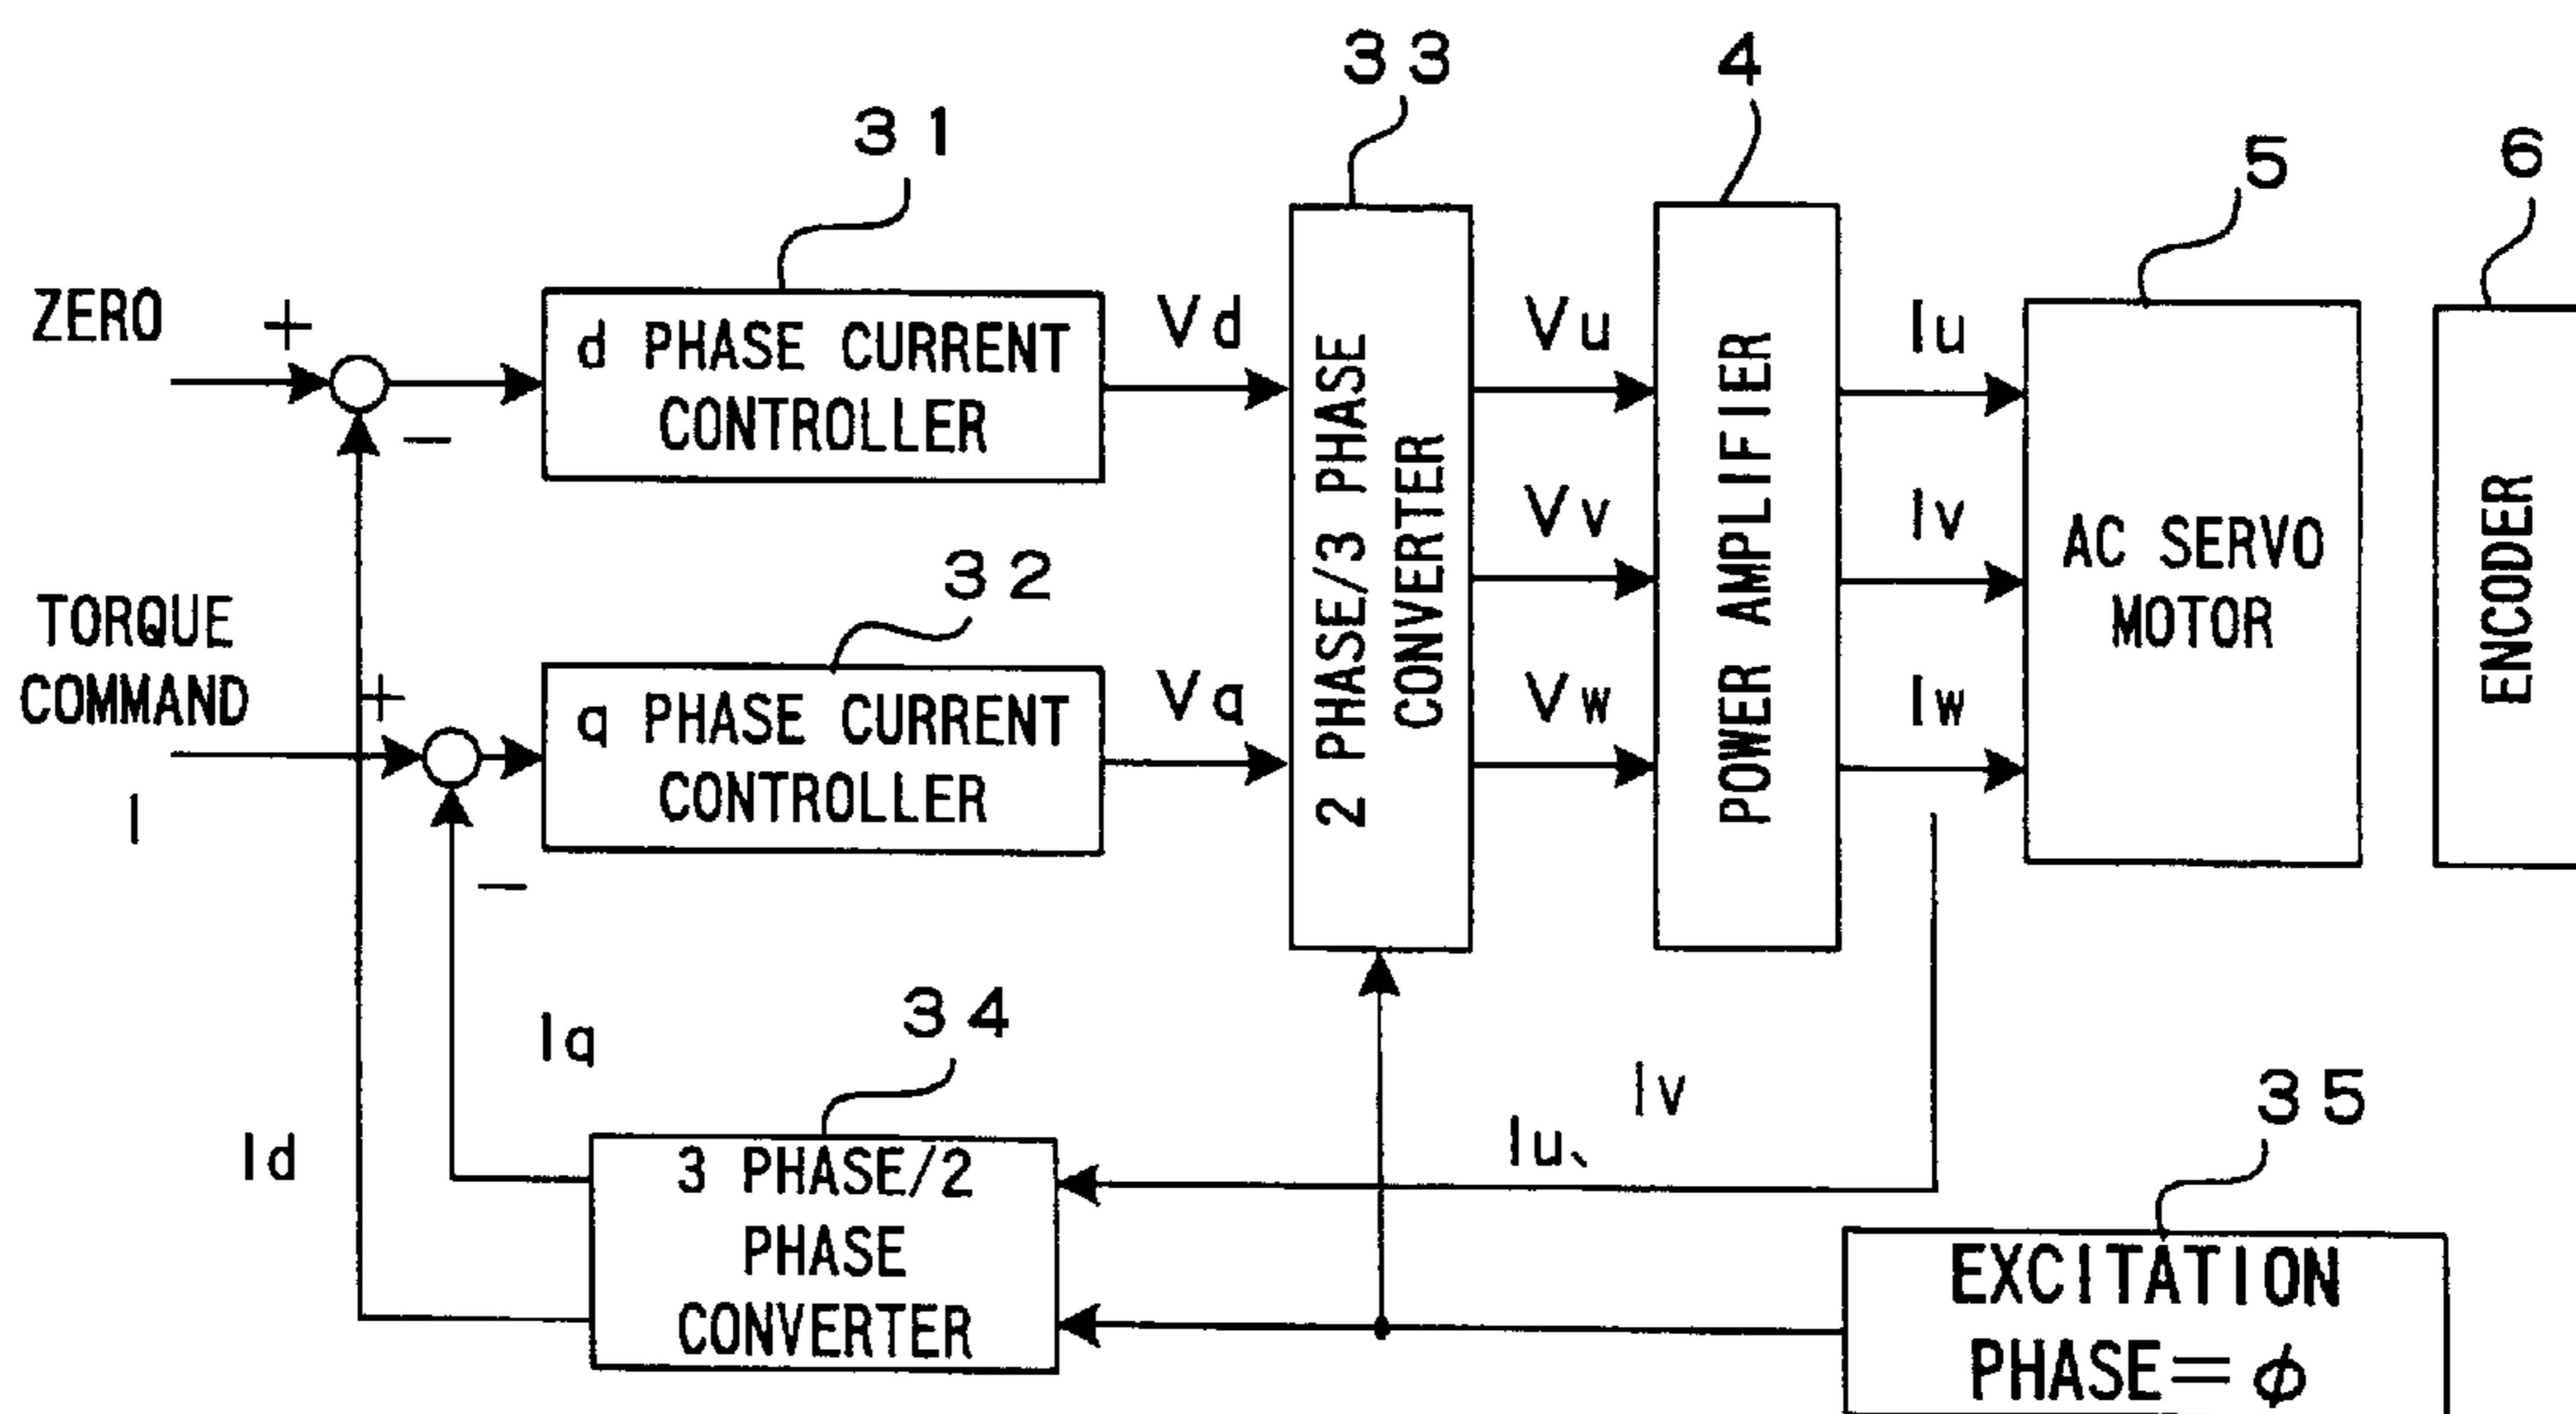 33
4
31
5
6
ZERO
+
−
d PHASE CURRENT
CONTROLLER
Vd
2 PHASE/3 PHASE
CONVERTER
Vu
Vv
Vw
POWER AMPLIFIER
Iu
Iv
Iw
AC SERVO
MOTOR
ENCODER
TORQUE
COMMAND
I
+
−
32
q PHASE CURRENT
CONTROLLER
Vq
Iq
Id
34
3 PHASE/2
PHASE
CONVERTER
Iu、
Iv
35
EXCITATION
PHASE=ϕ